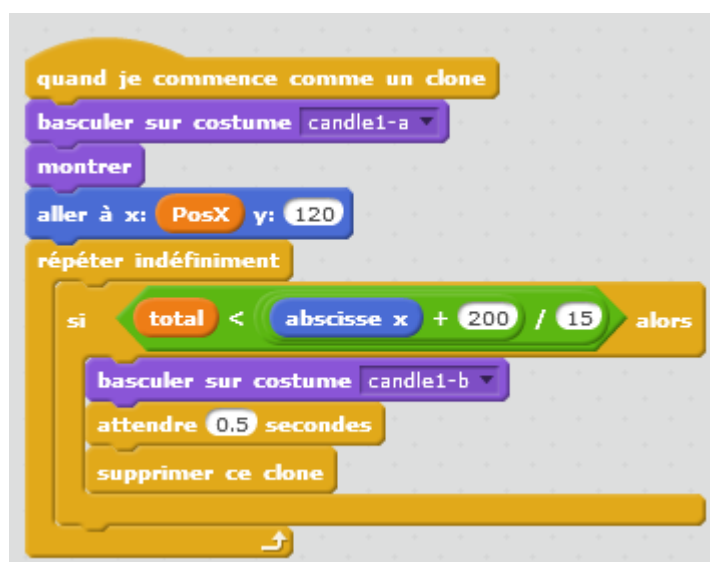 quand je commence comme un clone
basculer sur costume candle1-a
montrer
aller à x: PosX y: 120
répéter indéfiniment
si total < abscisse x + 200 / 15 alors
basculer sur costume candle1-b
attendre 0.5 secondes
supprimer ce clone